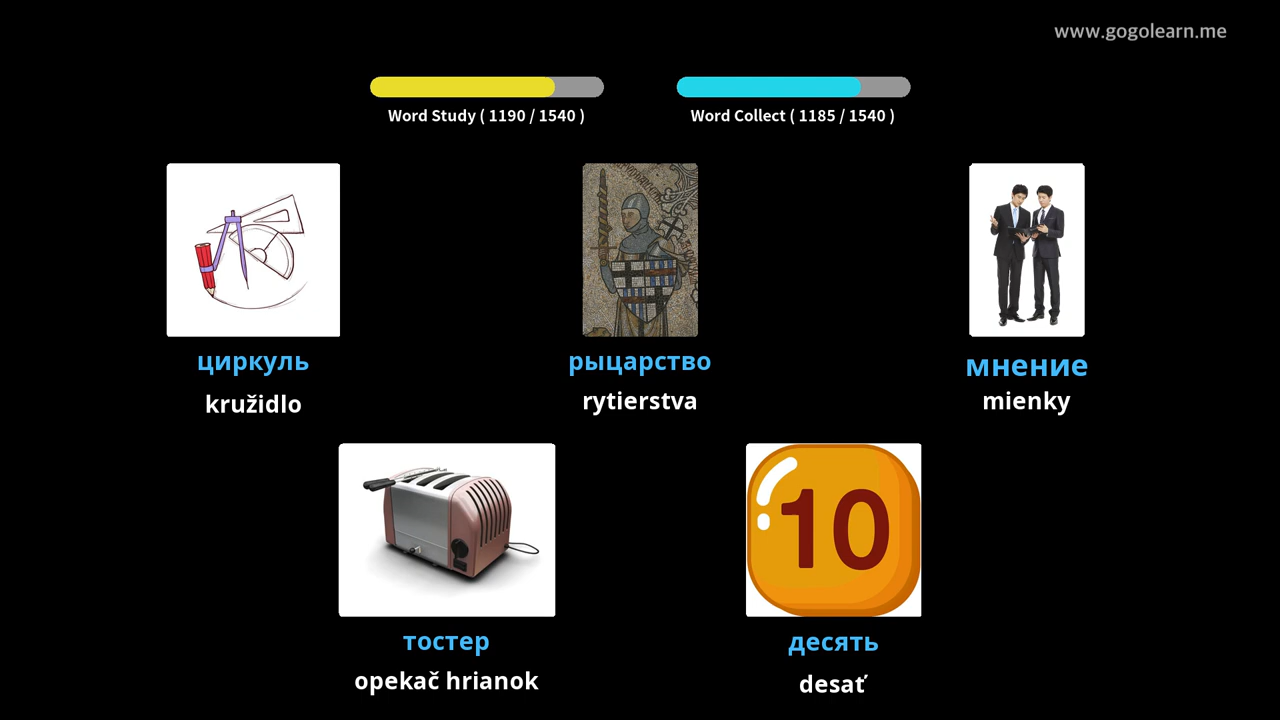 www.gogolearn.me
Word Study ( 1190 / 1540 )
Word Collect ( 1185 / 1540 )
циркуль
kružidlo
рыцарство
rytierstva
мнение
mienky
тостер
opekač hrianok
10
десять
desať